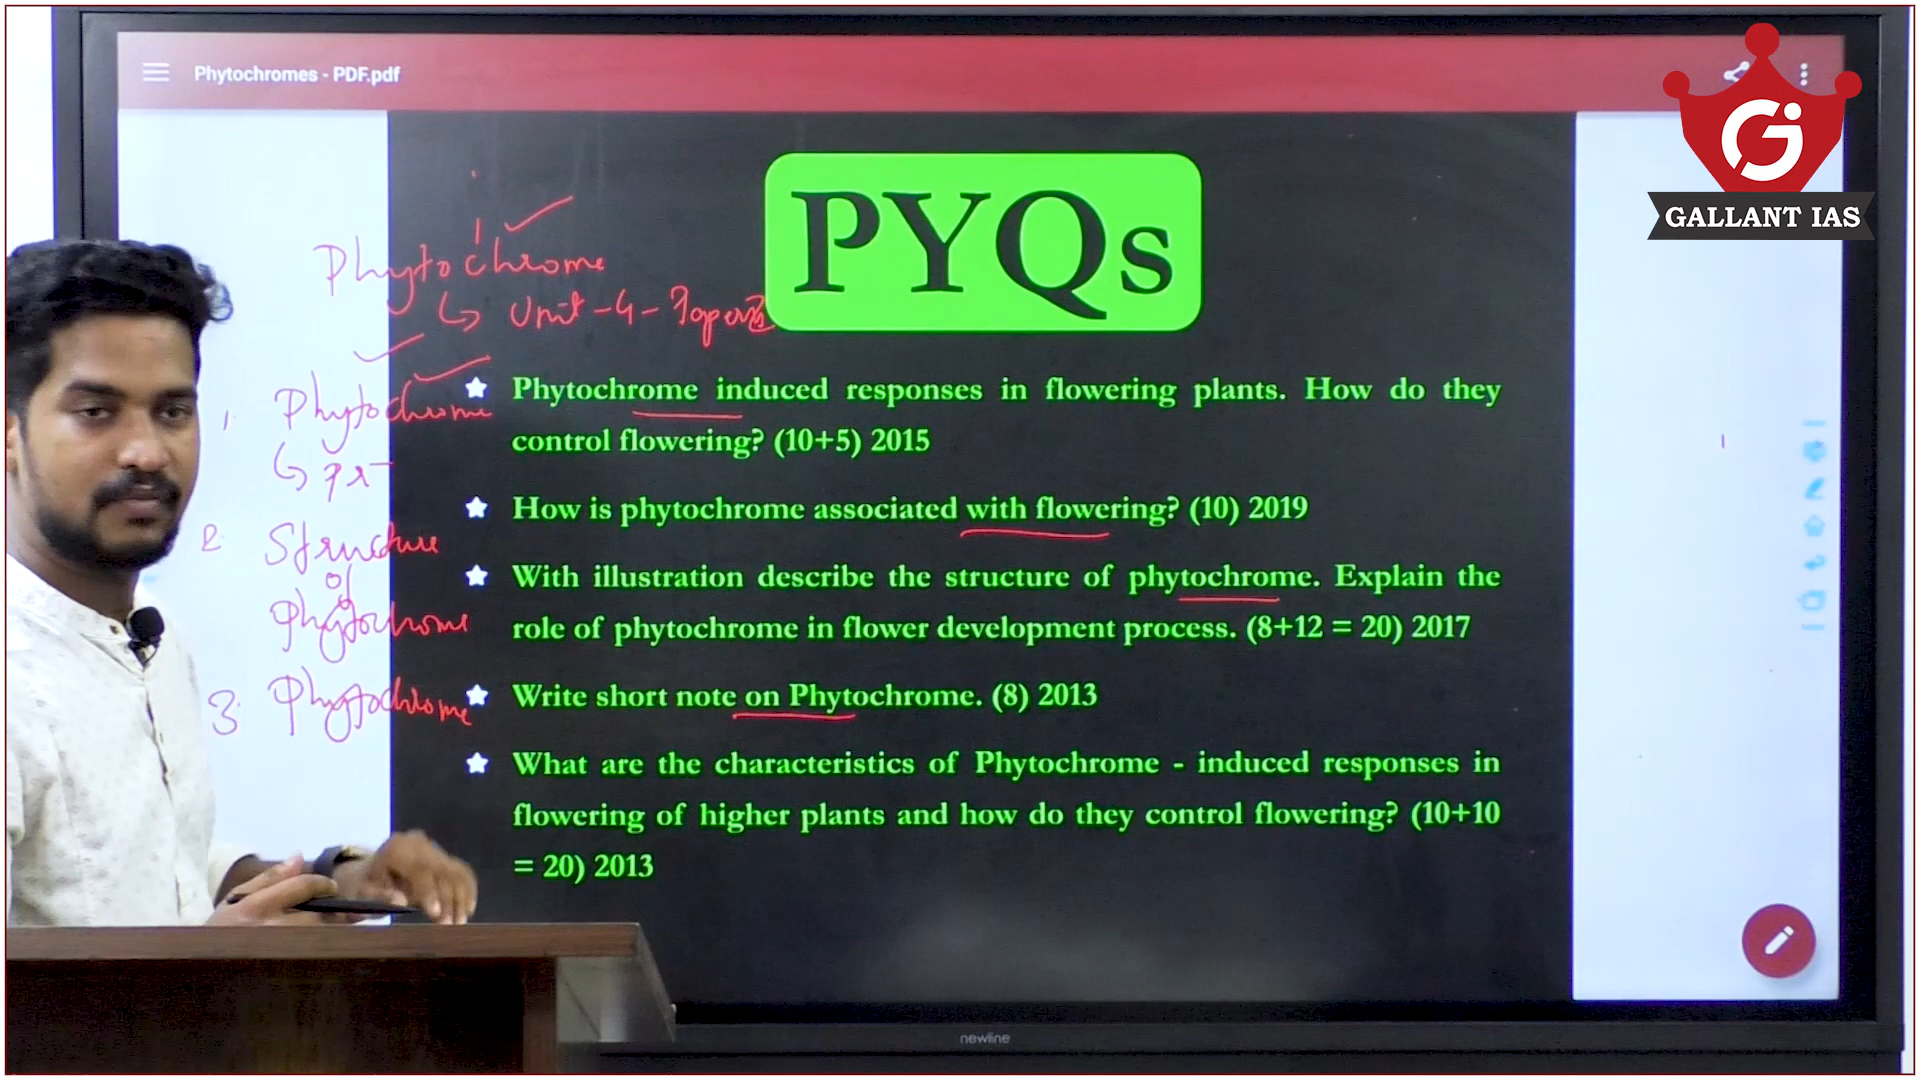 Phytochromes - PDF.pdf
GALLANT IAS
PYQs
Phytochrome
↳ Unit-4-Paper
1. Phytochrome
2. Structure
of
Phytochrome
3. Phytochrome
★ Phytochrome induced responses in flowering plants. How do they
control flowering? (10+5) 2015
★ How is phytochrome associated with flowering? (10) 2019
★ With illustration describe the structure of phytochrome. Explain the
role of phytochrome in flower development process. (8+12 = 20) 2017
★ Write short note on Phytochrome. (8) 2013
★ What are the characteristics of Phytochrome - induced responses in
flowering of higher plants and how do they control flowering? (10+10
= 20) 2013
newline